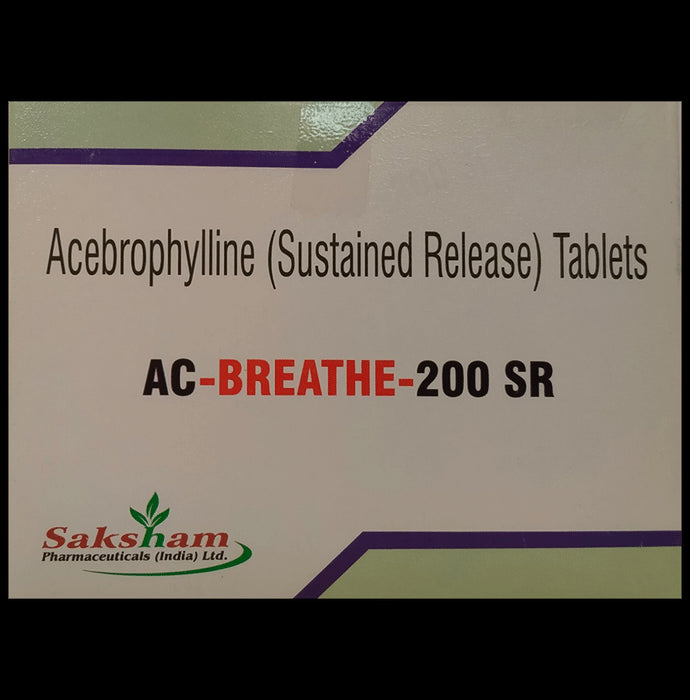 Acebrophylline (Sustained Release) Tablets
AC-BREATHE-200 SR
Saksham
Pharmaceuticals (India) Ltd.